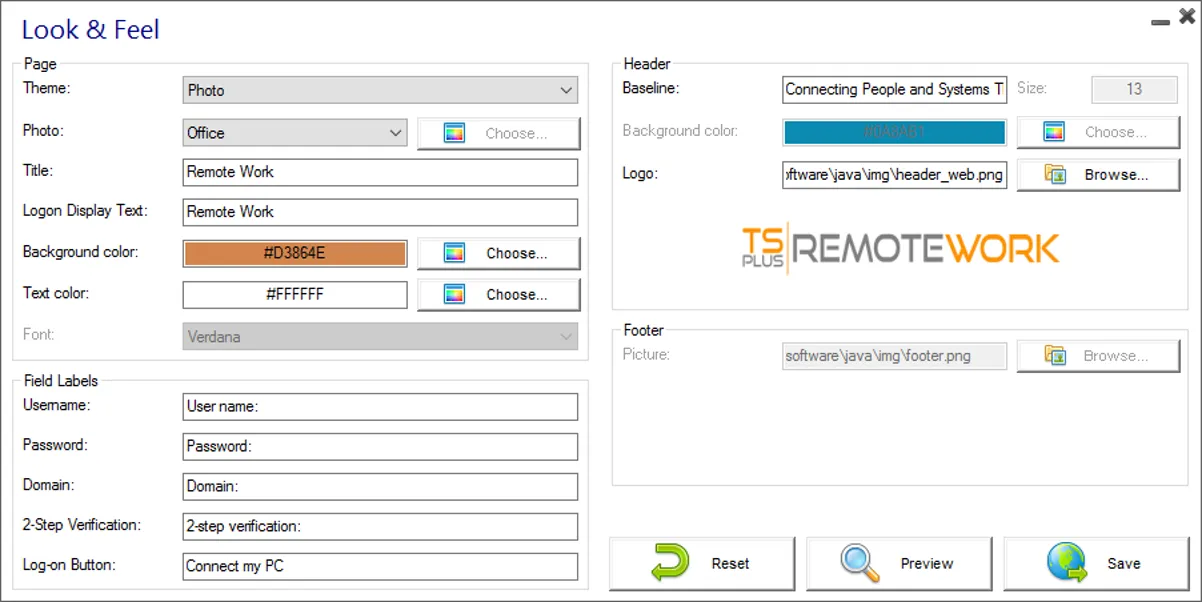 Look & Feel
Page
Theme:
Photo
Photo:
Office
Choose...
Title:
Remote Work
Logon Display Text:
Remote Work
Background color:
#D3864E
Choose...
Text color:
#FFFFFF
Choose...
Font:
Verdana
Field Labels
Username:
User name:
Password:
Password:
Domain:
Domain:
2-Step Verification:
2-step verification:
Log-on Button:
Connect my PC
Header
Baseline:
Connecting People and Systems T
Size:
13
Background color:
Choose...
Logo:
oftware\java\img\header_web.png
Browse...
TS
PLUS
REMOTEWORK
Footer
Picture:
software\java\img\footer.png
Browse...
Reset
Preview
Save